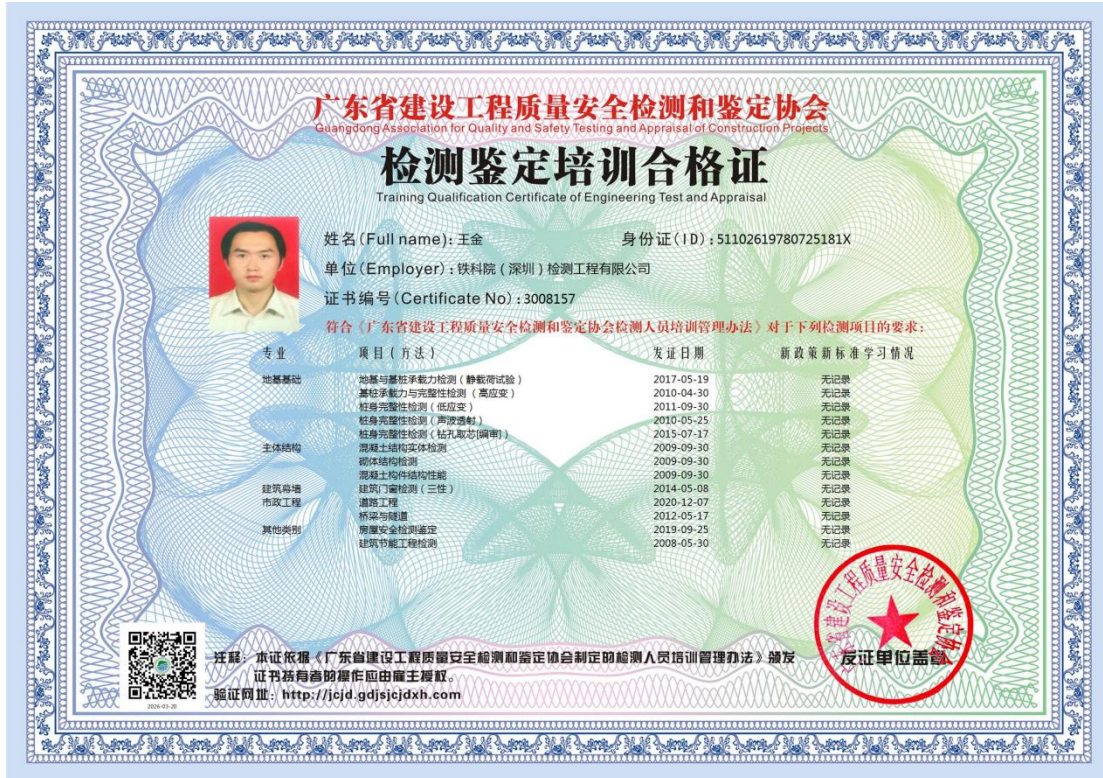 广东省建设工程质量安全检测和鉴定协会
Guangdong Association for Quality and Safety Testing and Appraisal of Construction Projects
检测鉴定培训合格证
Training Qualification Certificate of Engineering Test and Appraisal
姓名(Full name): 王金 身份证(ID): 51102619780725181X
单位(Employer): 铁科院（深圳）检测工程有限公司
证书编号(Certificate No): 3008157
符合《广东省建设工程质量安全检测和鉴定协会检测人员培训管理办法》对于下列检测项目的要求:
专业 项目(方法) 发证日期 新政策新标准学习情况
地基基础 地基与基桩承载力检测（静载荷试验） 2017-05-19 无记录
基桩承载力与完整性检测（高应变） 2010-04-30 无记录
桩身完整性检测（低应变） 2011-09-30 无记录
桩身完整性检测（声波透射） 2010-05-25 无记录
桩身完整性检测（钻孔取芯[编审]） 2015-07-17 无记录
主体结构 混凝土结构实体检测 2009-09-30 无记录
砌体结构检测 2009-09-30 无记录
混凝土构件结构性能 2009-09-30 无记录
建筑幕墙 建筑门窗检测（三性） 2014-05-08 无记录
市政工程 道路工程 2020-12-07 无记录
桥梁与隧道 2012-05-17 无记录
其他类别 房屋安全检测鉴定 2019-09-25 无记录
建筑节能工程检测 2008-05-30 无记录
广东省建设工程质量安全检测和鉴定协会
注释: 本证依据《广东省建设工程质量安全检测和鉴定协会制定的检测人员培训管理办法》颁发
证书持有者的操作应由雇主授权。
发证单位盖章
验证网址: http://jcjd.gdjsjcjdxh.com
2026-03-20